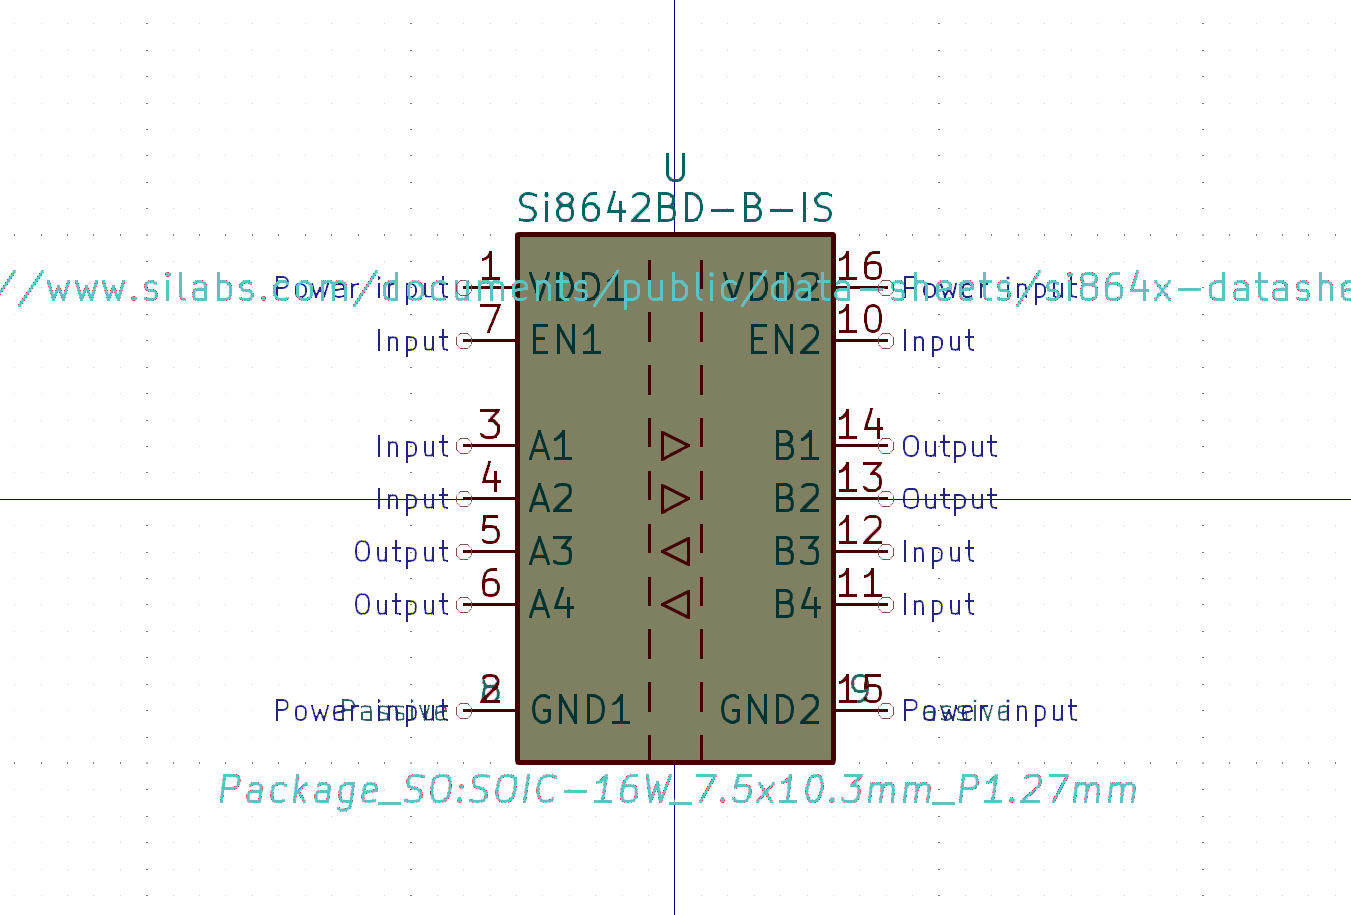 U
Si8642BD-B-IS
//www.silabs.com/documents/public/data-sheets/si864x-datashe
Power input 1 VDD1 VDD2 16 Power input
Input 7 EN1 EN2 10 Input
Input 3 A1 B1 14 Output
Input 4 A2 B2 13 Output
Output 5 A3 B3 12 Input
Output 6 A4 B4 11 Input
Power input Passive 2 8 GND1 GND2 15 9 Power input Passive
Package_SO:SOIC-16W_7.5x10.3mm_P1.27mm